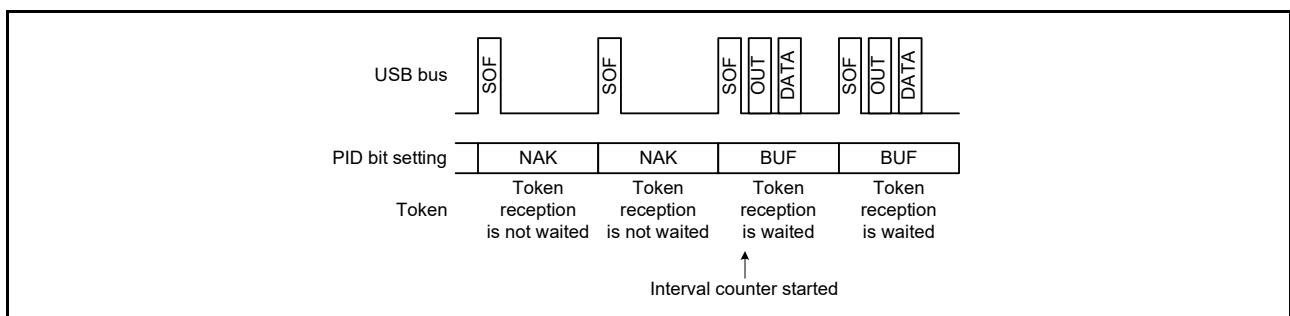 USB bus SOF SOF SOF OUT DATA SOF OUT DATA
PID bit setting NAK NAK BUF BUF
Token Token Token Token
Token reception reception reception reception
is not waited is not waited is waited is waited
Interval counter started